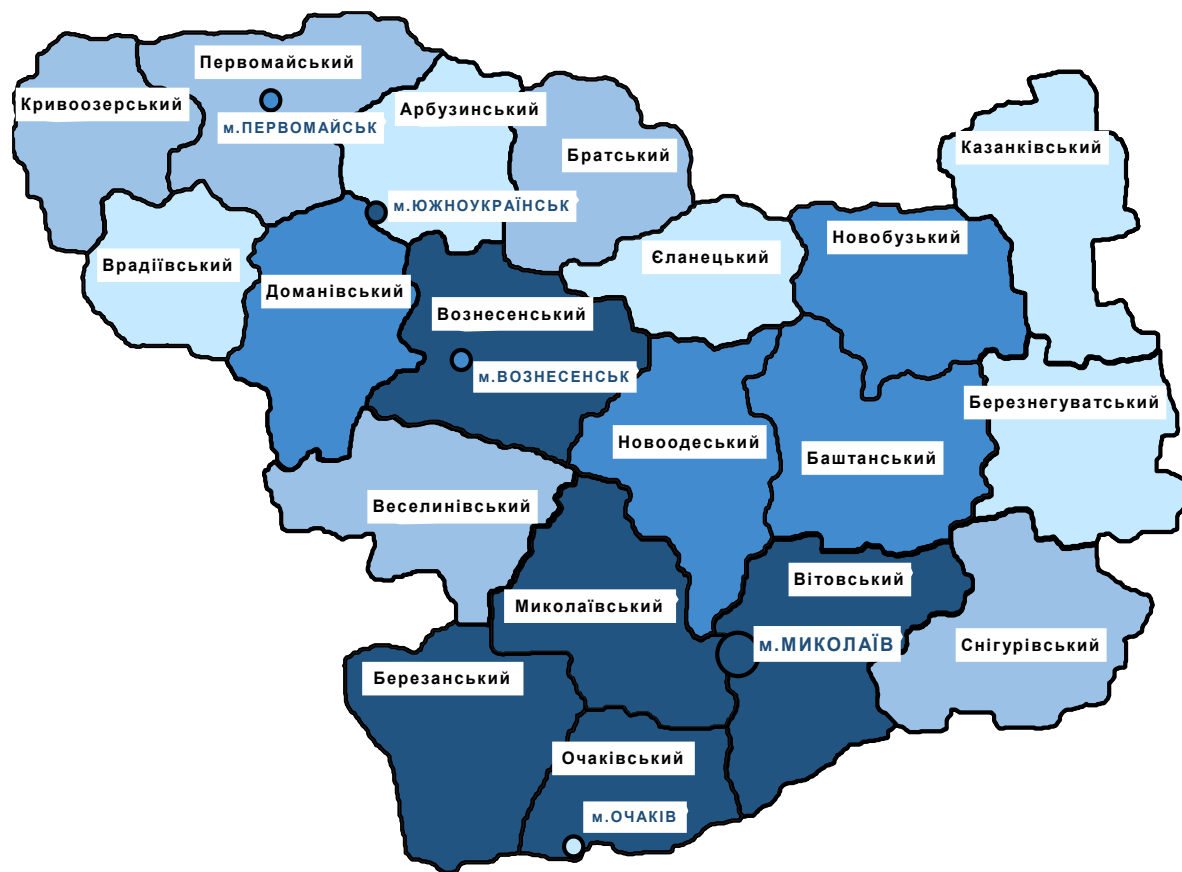 Первомайський
Кривоозерський
Арбузинський
м.ПЕРВОМАЙСЬК
Братський
Казанківський
м.ЮЖНОУКРАЇНСЬК
Новобузький
Врадіївський
Єланецький
Доманівський
Вознесенський
м.ВОЗНЕСЕНСЬК
Березнегуватський
Новоодеський
Баштанський
Веселинівський
Вітовський
Миколаївський
м.МИКОЛАЇВ
Снігурівський
Березанський
Очаківський
м.ОЧАКІВ